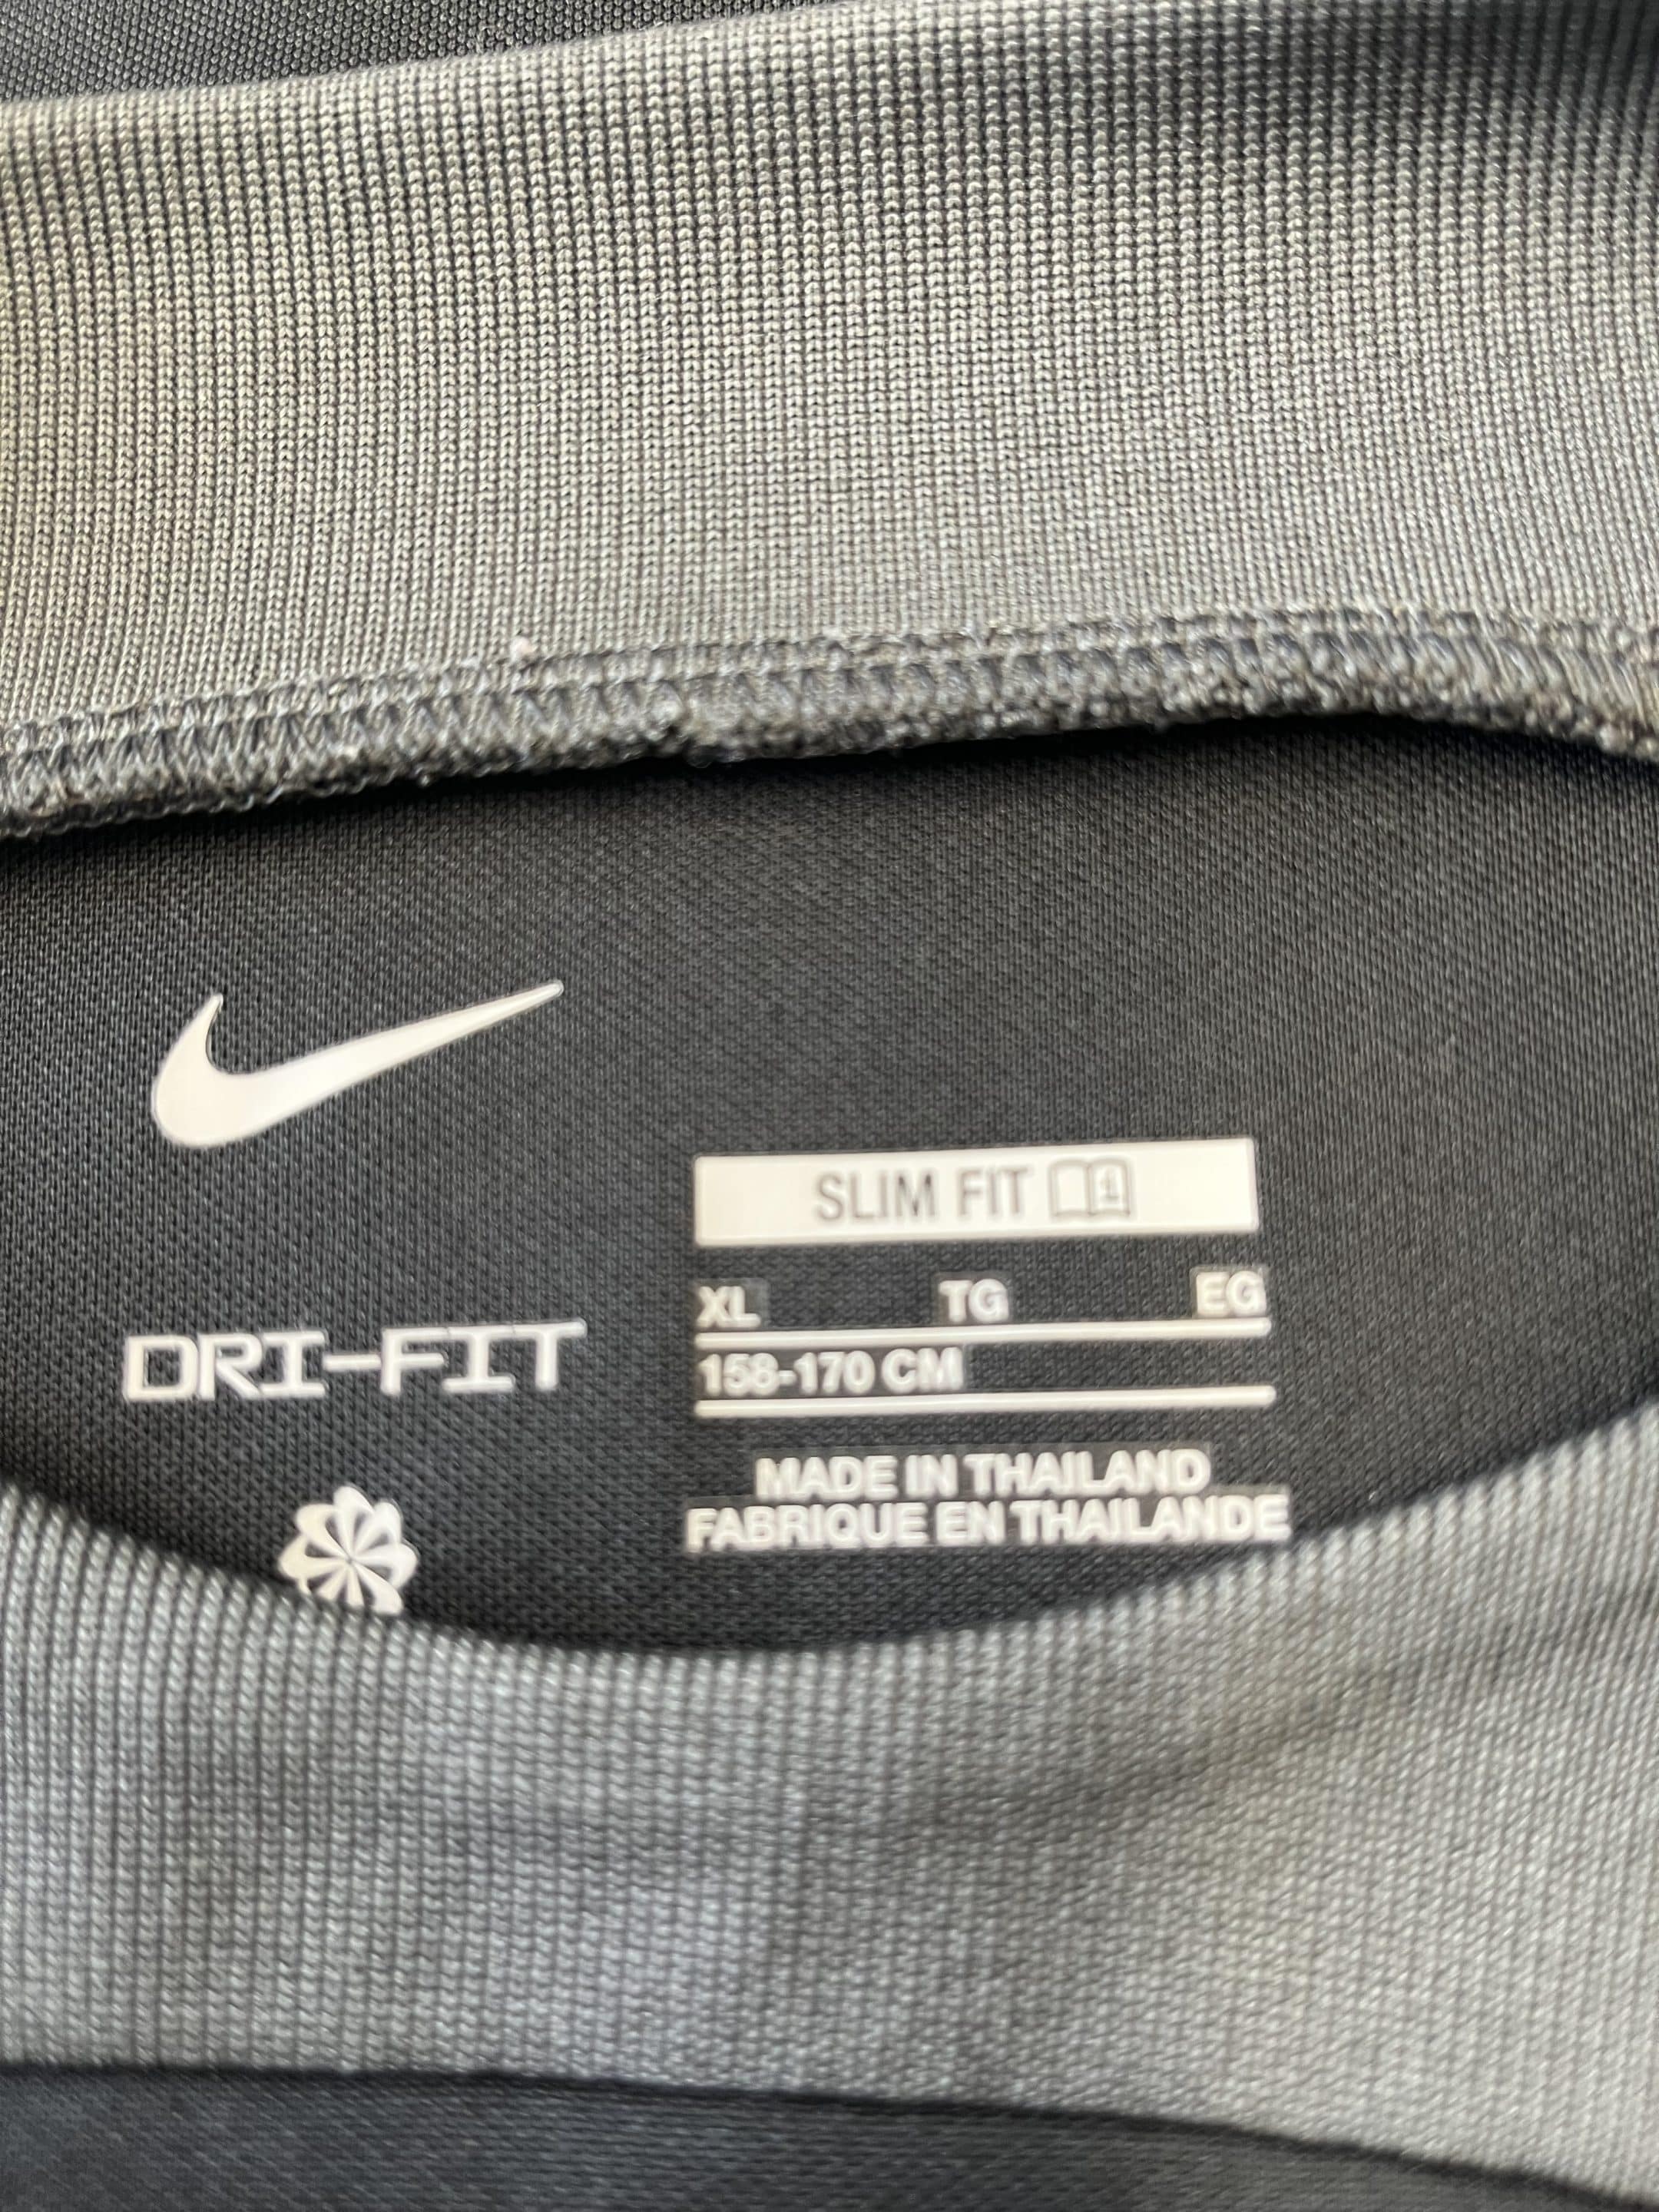 SLIM FIT 1
XL TG EG
158-170 CM
DRI-FIT
MADE IN THAILAND
FABRIQUE EN THAILANDE